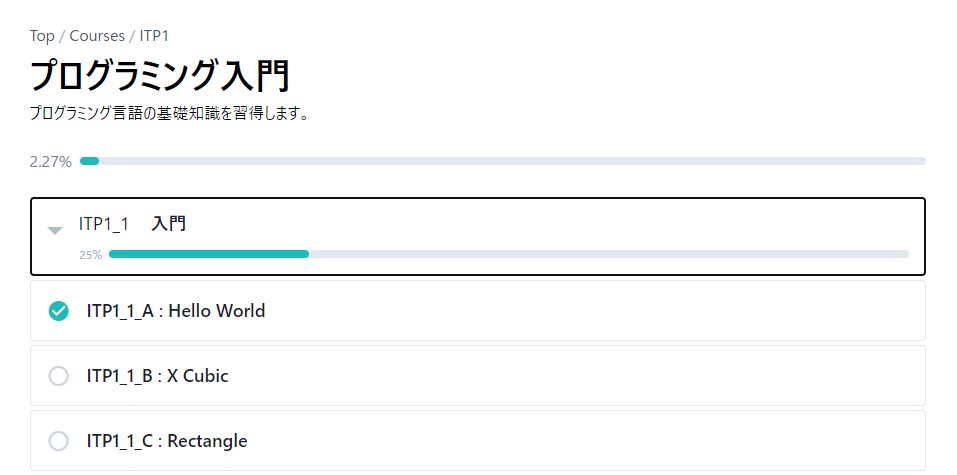 Top / Courses / ITP1
プログラミング入門
プログラミング言語の基礎知識を習得します。
2.27%
ITP1_1 入門
25%
ITP1_1_A : Hello World
ITP1_1_B : X Cubic
ITP1_1_C : Rectangle